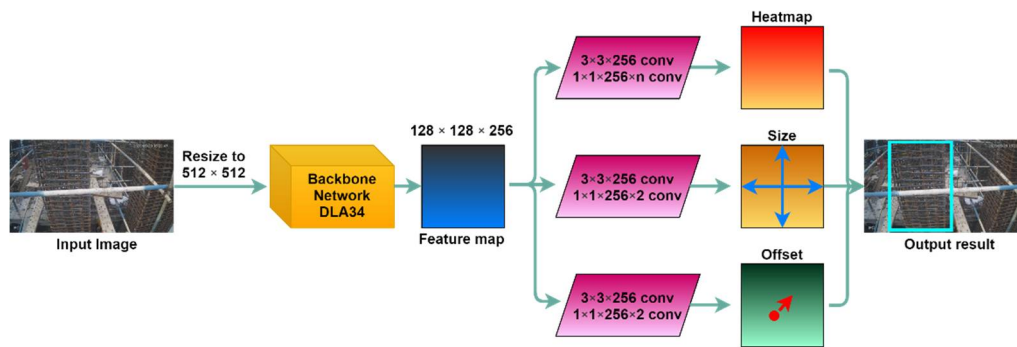 Input Image
Resize to
512 × 512
Backbone
Network
DLA34
128 × 128 × 256
Feature map
3×3×256 conv
1×1×256×n conv
Heatmap
3×3×256 conv
1×1×256×2 conv
Size
3×3×256 conv
1×1×256×2 conv
Offset
Output result